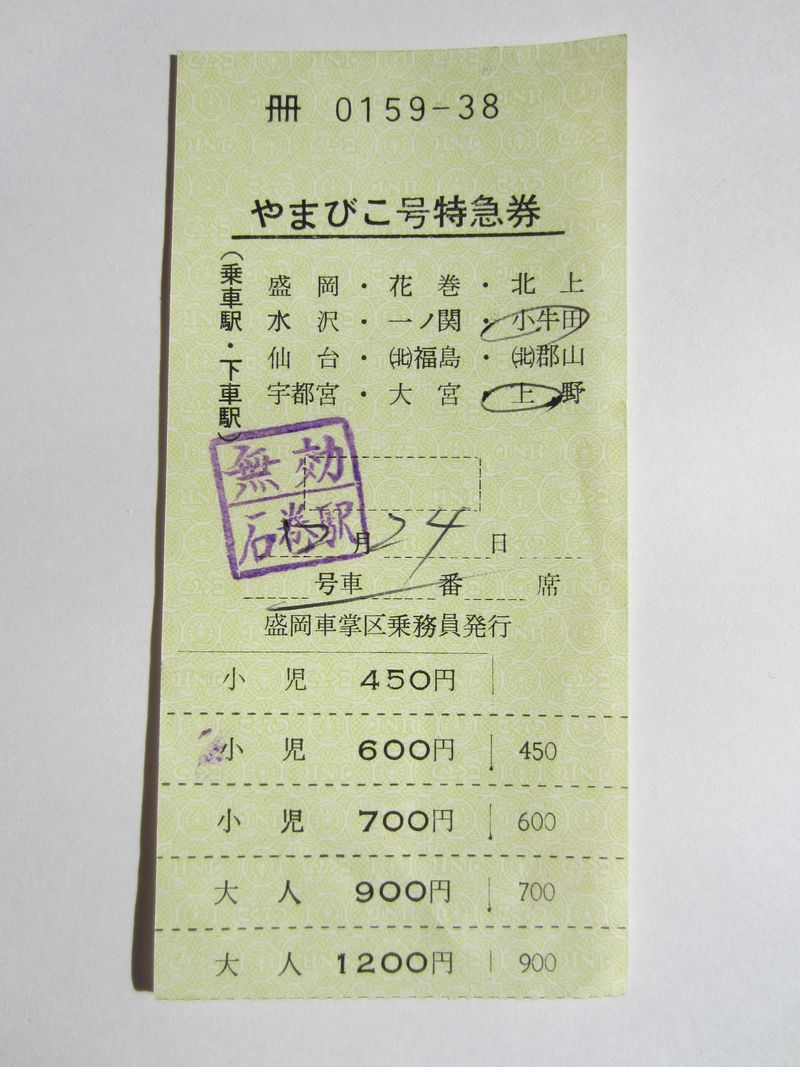 冊 0159-38
やまびこ号特急券
(乗車駅・下車駅)
盛岡・花巻・北上
水沢・一ノ関・小牛田
仙台・㈫福島・㈫郡山
宇都宮・大宮・上野
無効
石巻駅
月24日
号車 番 席
盛岡車掌区乗務員発行
小児 450円
小児 600円 450
小児 700円 600
大人 900円 700
大人 1200円 900